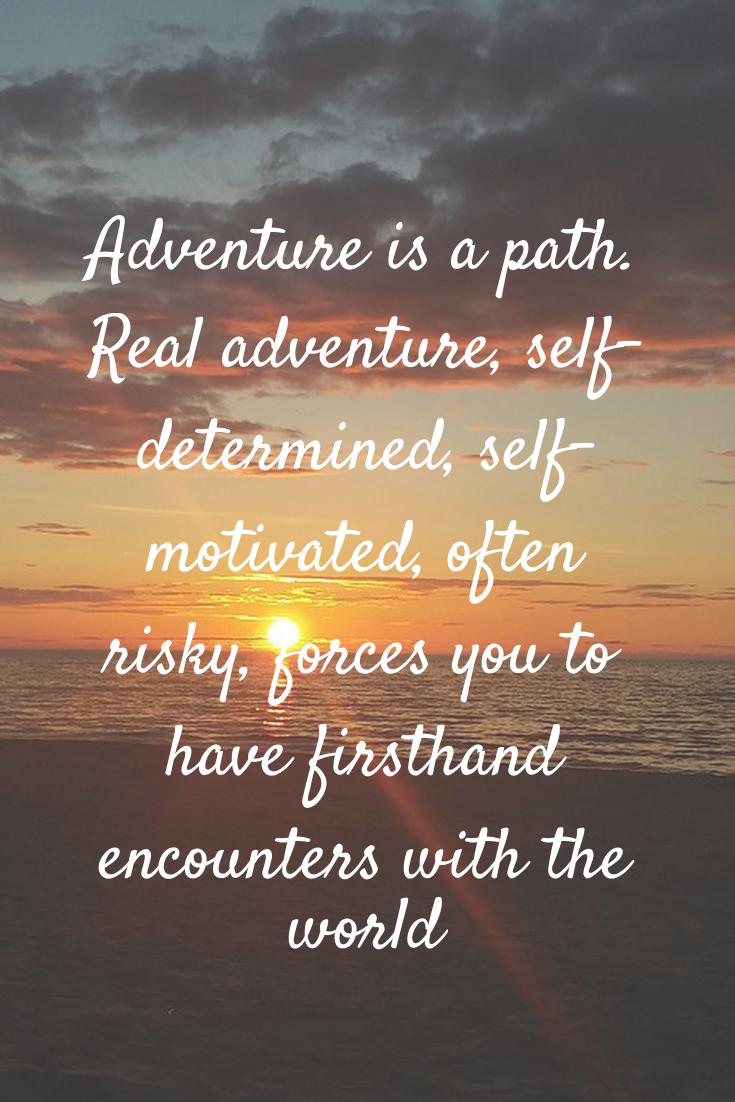 Adventure is a path.
Real adventure, self-
determined, self-
motivated, often
risky, forces you to
have firsthand
encounters with the
world